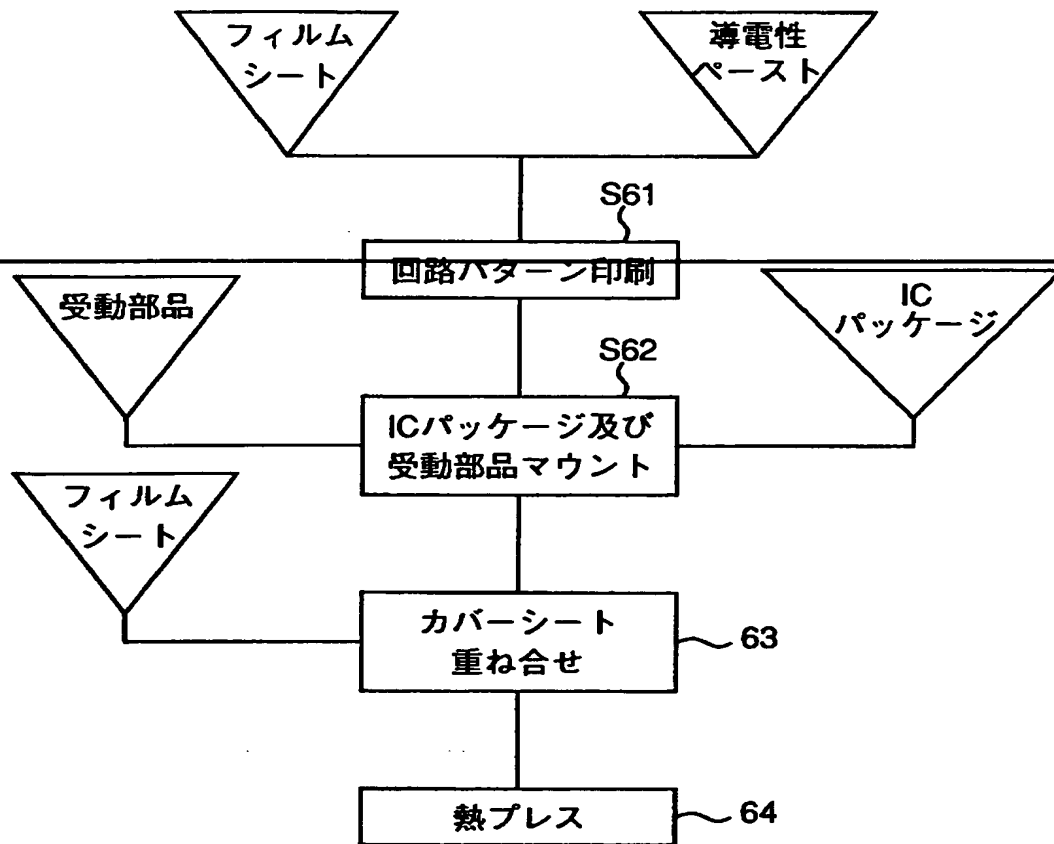 フィルム
シート
導電性
ペースト
S61
回路パターン印刷
受動部品
IC
パッケージ
S62
ICパッケージ及び
受動部品マウント
フィルム
シート
カバーシート
重ね合せ
63
熱プレス
64